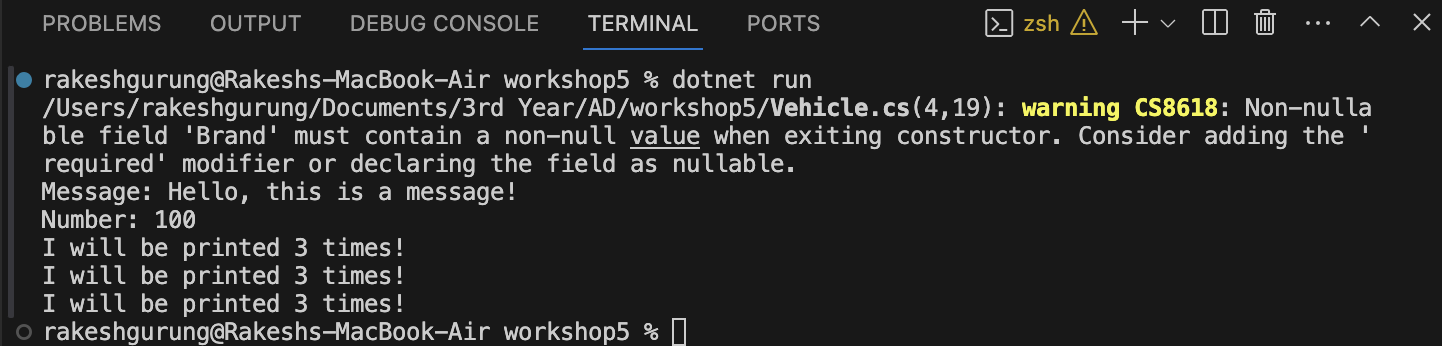 PROBLEMS OUTPUT DEBUG CONSOLE TERMINAL PORTS zsh
rakeshgurung@Rakeshs-MacBook-Air workshop5 % dotnet run
/Users/rakeshgurung/Documents/3rd Year/AD/workshop5/Vehicle.cs(4,19): warning CS8618: Non-nulla
ble field 'Brand' must contain a non-null value when exiting constructor. Consider adding the '
required' modifier or declaring the field as nullable.
Message: Hello, this is a message!
Number: 100
I will be printed 3 times!
I will be printed 3 times!
I will be printed 3 times!
rakeshgurung@Rakeshs-MacBook-Air workshop5 %